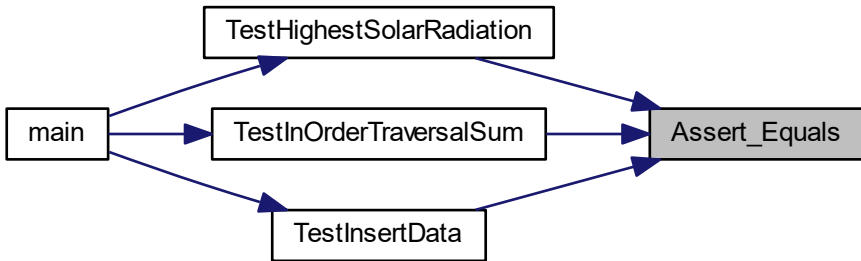 TestHighestSolarRadiation
main
TestInOrderTraversalSum
Assert_Equals
TestInsertData